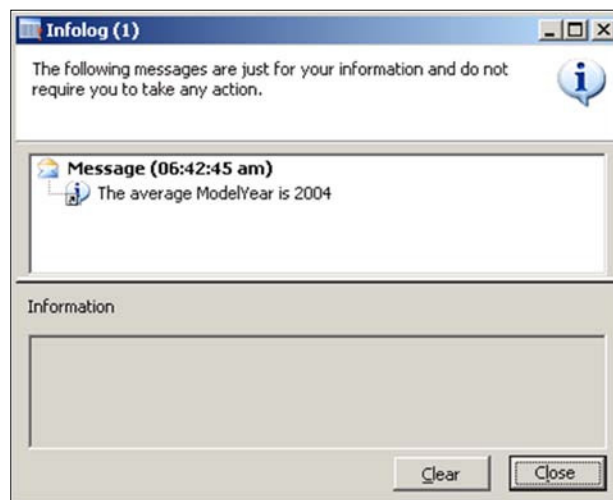 Infolog (1)
The following messages are just for your information and do not
require you to take any action.
Message (06:42:45 am)
The average ModelYear is 2004
Information
Clear
Close